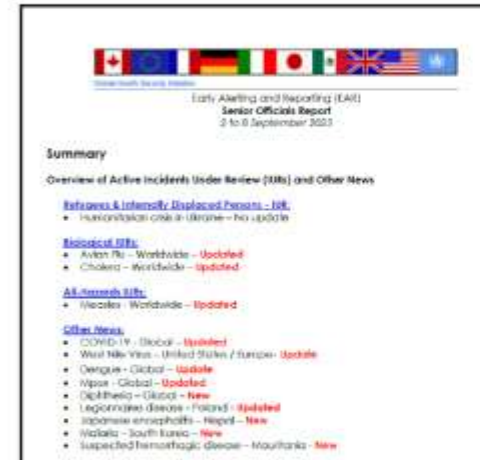 Global Health Security Initiative
Early Alerting and Reporting (EAR)
Senior Officials Report
2 to 8 September 2023
Summary
Overview of Active Incidents Under Review (IURs) and Other News
Refugees & Internally Displaced Persons - IUR:
• Humanitarian crisis in Ukraine – No update
Biological IURs:
• Avian Flu – Worldwide – Updated
• Cholera – Worldwide – Updated
All-Hazards IURs:
• Measles - Worldwide – Updated
Other News:
• COVID-19 - Global – Updated
• West Nile Virus – United States / Europe- Update
• Dengue - Global – Update
• Mpox - Global – Updated
• Diphtheria – Global – New
• Legionnaires disease - Poland - Updated
• Japanese encephalitis – Nepal – New
• Malaria – South Korea – New
• Suspected hemorrhagic disease – Mauritania - New